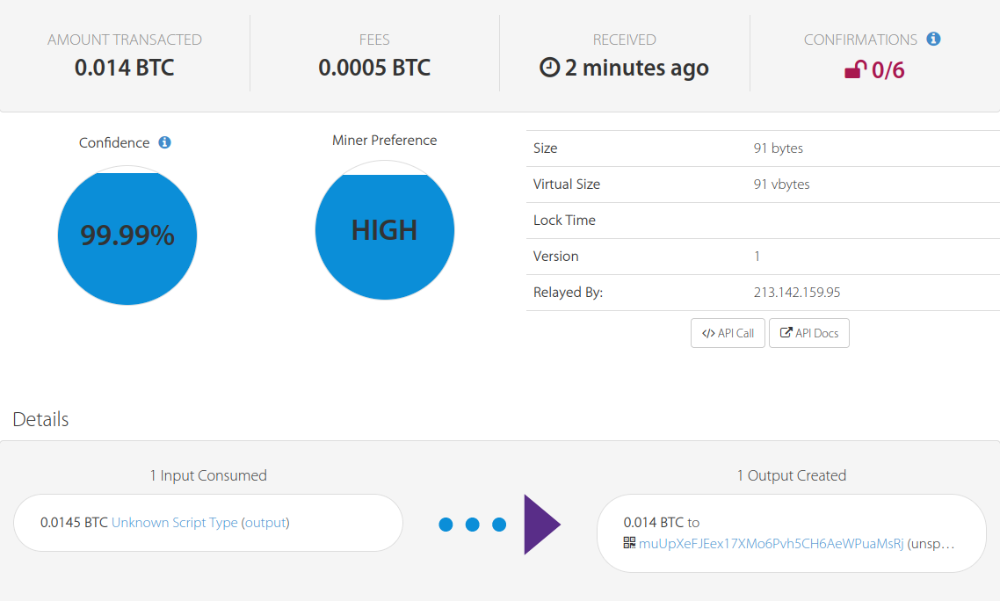 AMOUNT TRANSACTED
0.014 BTC
FEES
0.0005 BTC
RECEIVED
2 minutes ago
CONFIRMATIONS
0/6
Confidence
99.99%
Miner Preference
HIGH
Size 91 bytes
Virtual Size 91 vbytes
Lock Time
Version 1
Relayed By: 213.142.159.95
</> API Call
API Docs
Details
1 Input Consumed
0.0145 BTC Unknown Script Type (output)
1 Output Created
0.014 BTC to
muUpXeFJEex17XMo6Pvh5CH6AeWPuaMsRj (unsp…